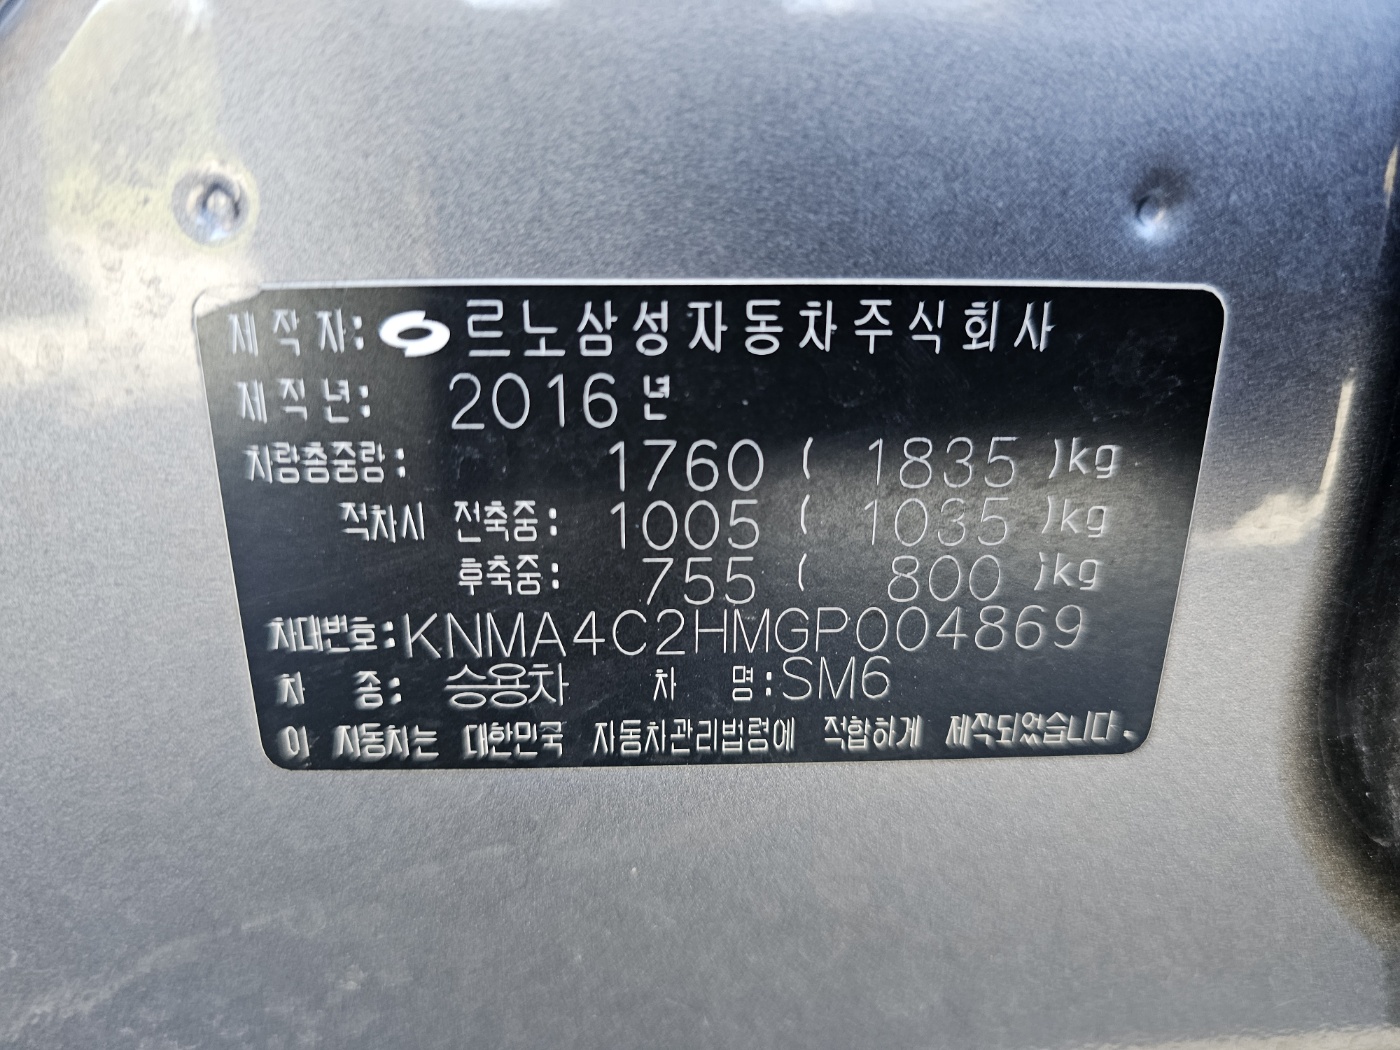 제작자: 르노삼성자동차주식회사
제작년: 2016년
차량총중량: 1760 ( 1835 )kg
적차시 전축중: 1005 ( 1035 )kg
후축중: 755 ( 800 )kg
차대번호:KNMA4C2HMGP004869
차 종: 승용차 차 명:SM6
이 자동차는 대한민국 자동차관리법령에 적합하게 제작되었습니다.